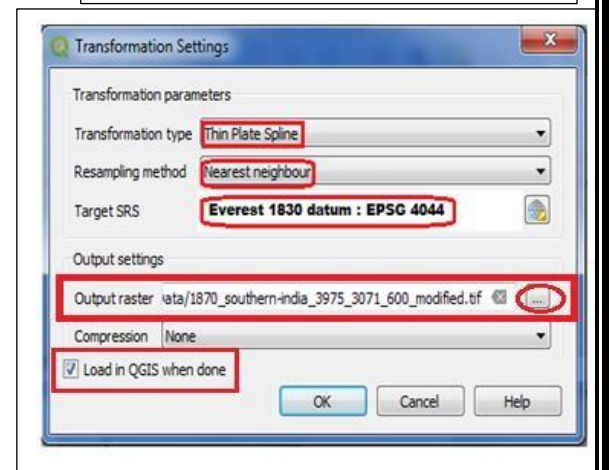 Transformation Settings
X
Transformation parameters
Transformation type Thin Plate Spline
Resampling method Nearest neighbour
Target SRS Everest 1830 datum : EPSG 4044
Output settings
Output raster ata/1870_southern-india_3975_3071_600_modified.tif ...
Compression None
Load in QGIS when done
OK Cancel Help